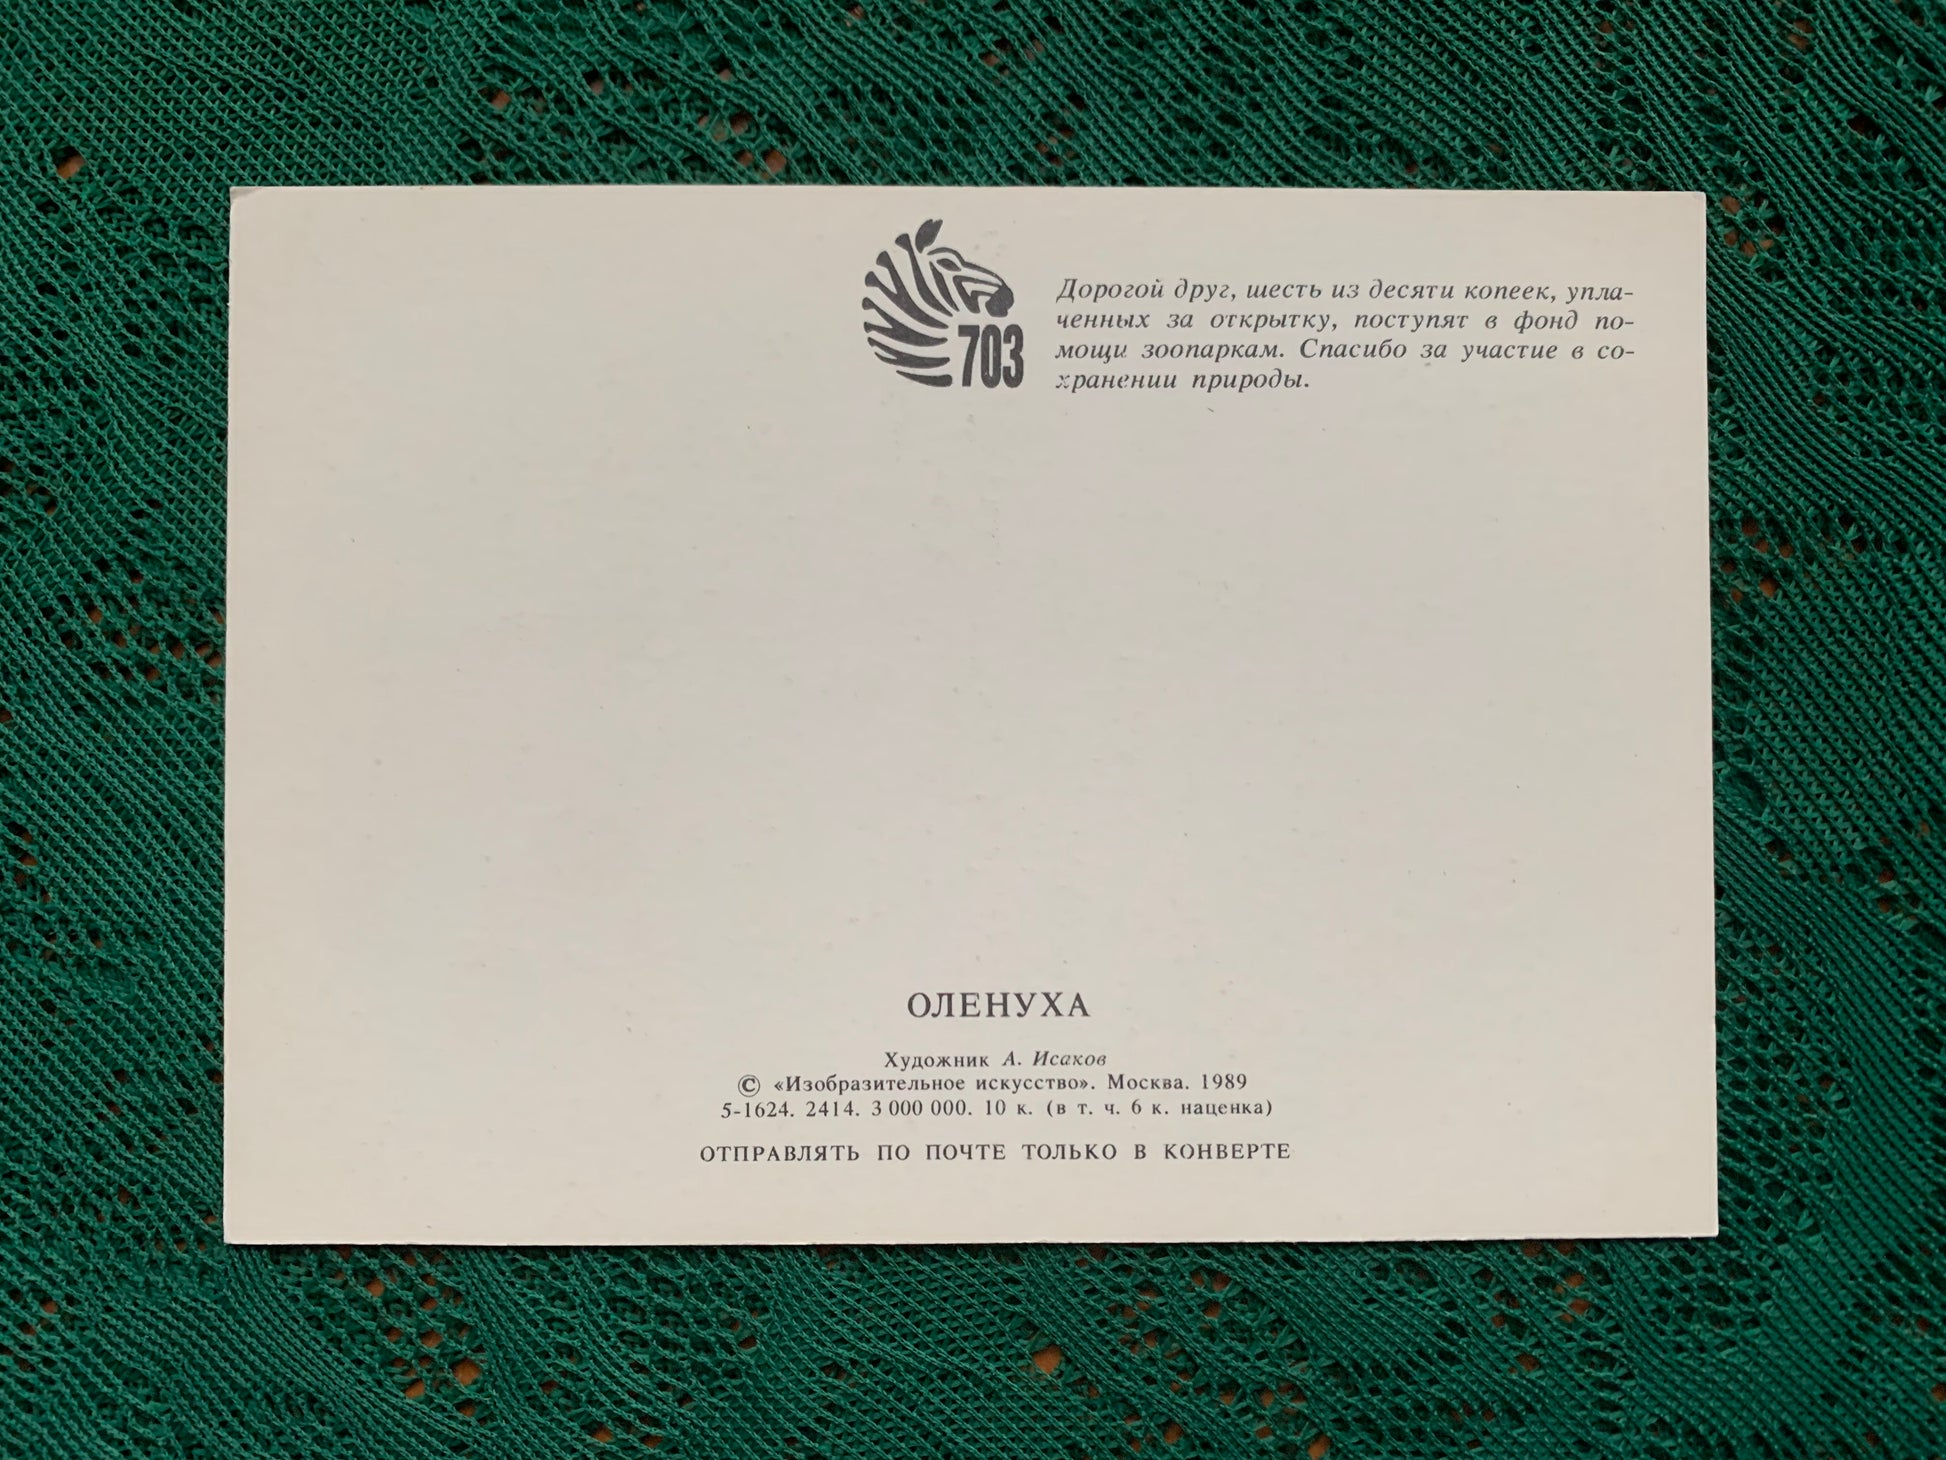 703
Дорогой друг, шесть из десяти копеек, упла-
ченных за открытку, поступят в фонд по-
мощи зоопаркам. Спасибо за участие в со-
хранении природы.
ОЛЕНУХА
Художник А. Исаков
© «Изобразительное искусство». Москва. 1989
5-1624. 2414. 3 000 000. 10 к. (в т. ч. 6 к. наценка)
ОТПРАВЛЯТЬ ПО ПОЧТЕ ТОЛЬКО В КОНВЕРТЕ